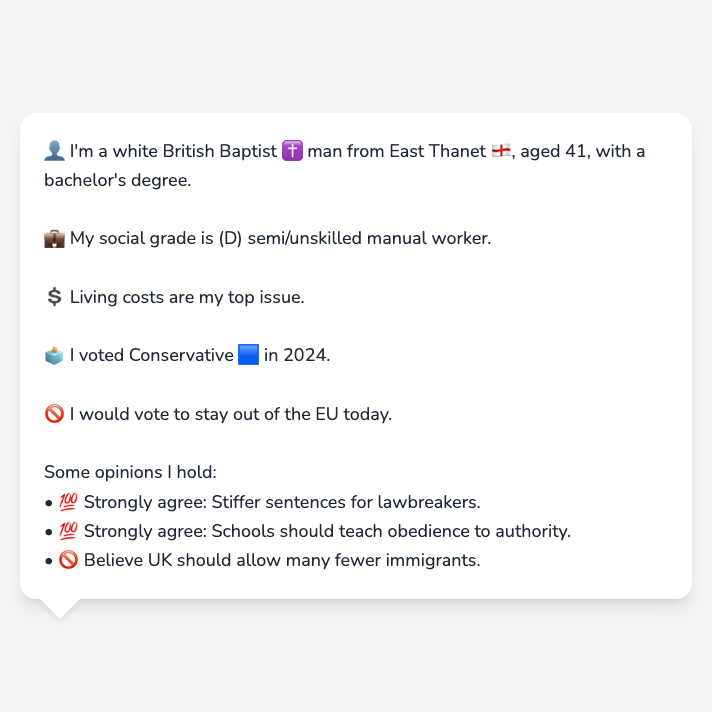 👤 I'm a white British Baptist ✝️ man from East Thanet 🏴󠁧󠁢󠁥󠁮󠁧󠁿, aged 41, with a
bachelor's degree.
💼 My social grade is (D) semi/unskilled manual worker.
💲 Living costs are my top issue.
🗳️ I voted Conservative 🟦 in 2024.
🚫 I would vote to stay out of the EU today.
Some opinions I hold:
• 💯 Strongly agree: Stiffer sentences for lawbreakers.
• 💯 Strongly agree: Schools should teach obedience to authority.
• 🚫 Believe UK should allow many fewer immigrants.